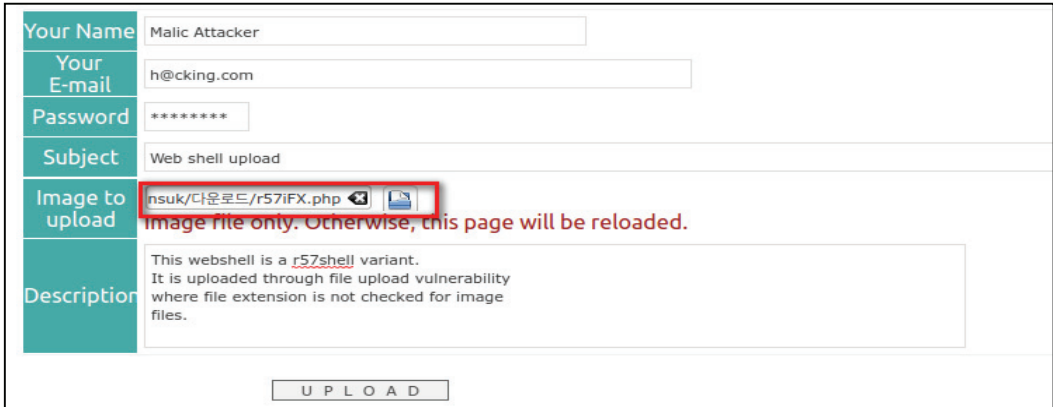 Your Name
Malic Attacker
Your
E-mail
h@cking.com
Password
********
Subject
Web shell upload
Image to
upload
nsuk/다운로드/r57iFX.php
Image file only. Otherwise, this page will be reloaded.
Description
This webshell is a r57shell variant.
It is uploaded through file upload vulnerability
where file extension is not checked for image
files.
U P L O A D